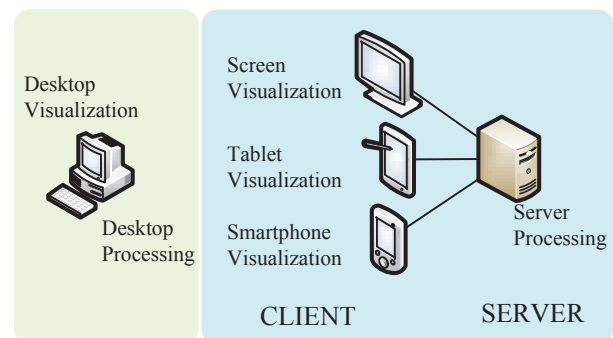 Desktop
Visualization
Desktop
Processing
Screen
Visualization
Tablet
Visualization
Smartphone
Visualization
Server
Processing
CLIENT
SERVER